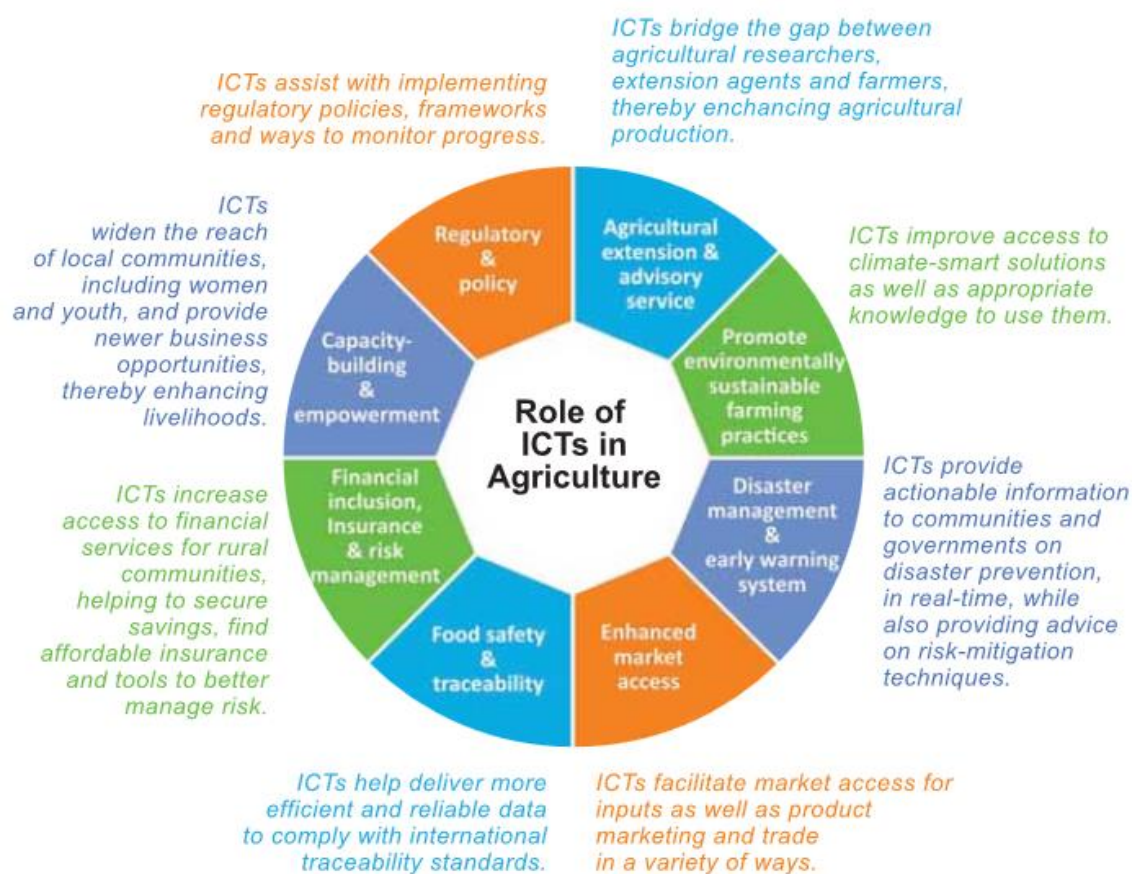 ICTs bridge the gap between
agricultural researchers,
extension agents and farmers,
thereby enchancing agricultural
production.
ICTs assist with implementing
regulatory policies, frameworks
and ways to monitor progress.
ICTs
widen the reach
of local communities,
including women
and youth, and provide
newer business
opportunities,
thereby enhancing
livelihoods.
Regulatory
&
policy
Agricultural
extension &
advisory
service
ICTs improve access to
climate-smart solutions
as well as appropriate
knowledge to use them.
Capacity-
building
&
empowerment
Promote
environmentally
sustainable
farming
practices
Role of
ICTs in
Agriculture
Financial
inclusion,
Insurance
& risk
management
Disaster
management
&
early warning
system
ICTs provide
actionable information
to communities and
governments on
disaster prevention,
in real-time, while
also providing advice
on risk-mitigation
techniques.
ICTs increase
access to financial
services for rural
communities,
helping to secure
savings, find
affordable insurance
and tools to better
manage risk.
Food safety
&
traceability
Enhanced
market
access
ICTs help deliver more
efficient and reliable data
to comply with international
traceability standards.
ICTs facilitate market access for
inputs as well as product
marketing and trade
in a variety of ways.